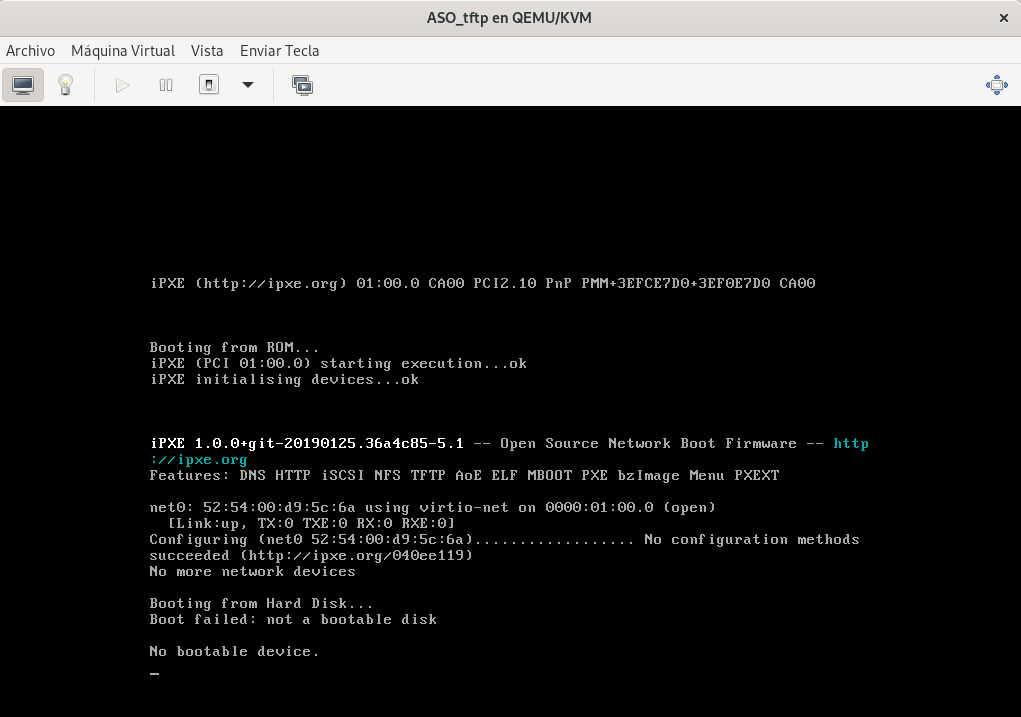 ASO_tftp en QEMU/KVM
Archivo Máquina Virtual Vista Enviar Tecla
iPXE (http://ipxe.org) 01:00.0 CA00 PCI2.10 PnP PMM+3EFCE7D0+3EF0E7D0 CA00
Booting from ROM...
iPXE (PCI 01:00.0) starting execution...ok
iPXE initialising devices...ok
iPXE 1.0.0+git-20190125.36a4c85-5.1 -- Open Source Network Boot Firmware -- http
://ipxe.org
Features: DNS HTTP iSCSI NFS TFTP AoE ELF MBOOT PXE bzImage Menu PXEXT
net0: 52:54:00:d9:5c:6a using virtio-net on 0000:01:00.0 (open)
[Link:up, TX:0 TXE:0 RX:0 RXE:0]
Configuring (net0 52:54:00:d9:5c:6a).................. No configuration methods
succeeded (http://ipxe.org/040ee119)
No more network devices
Booting from Hard Disk...
Boot failed: not a bootable disk
No bootable device.